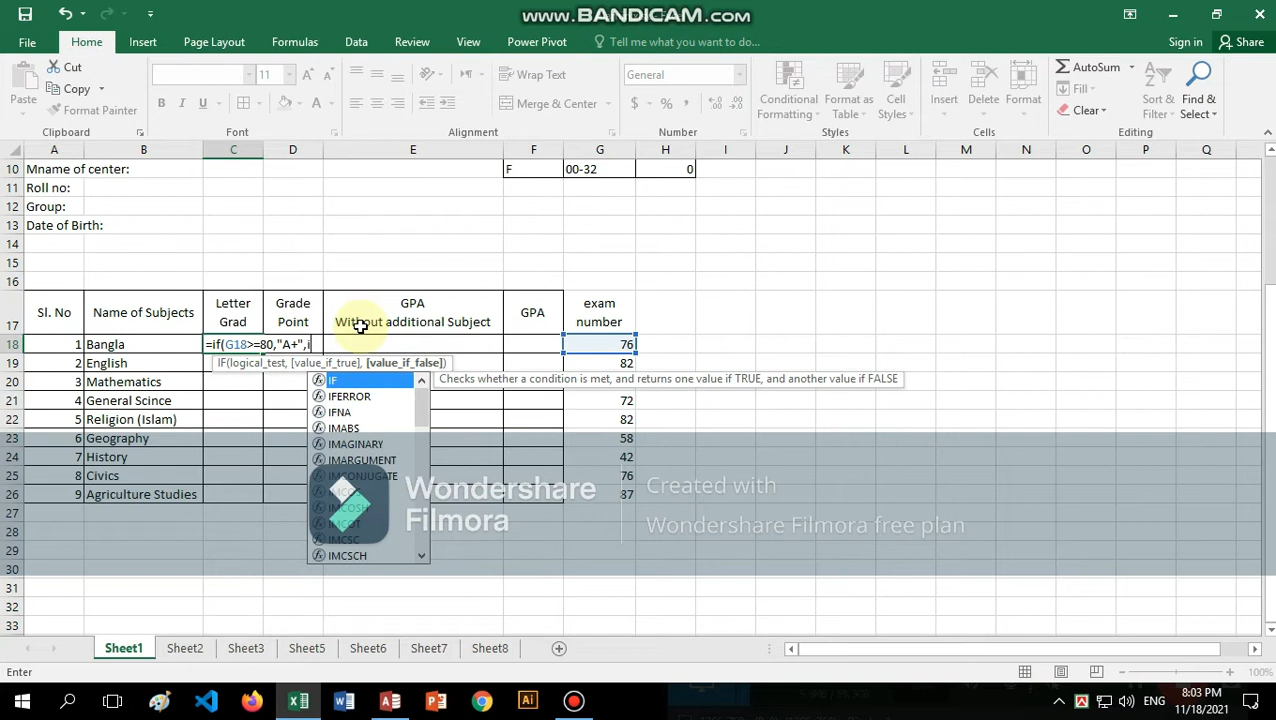 www.BANDICAM.com
File Home Insert Page Layout Formulas Data Review View Power Pivot Tell me what you want to do... Sign in Share
Paste
Cut
Copy
Format Painter
Clipboard
11
Font
Wrap Text
Merge & Center
Alignment
General
Number
Conditional Formatting
Format as Table
Cell Styles
Styles
Insert Delete Format
Cells
AutoSum
Fill
Clear
Sort & Filter
Find & Select
Editing
A B C D E F G H I J K L M N O P Q
10 Mname of center: F 00-32 0
11 Roll no:
12 Group:
13 Date of Birth:
14
15
16
17 Sl. No Name of Subjects Letter Grad Grade Point GPA Without additional Subject GPA exam number
18 1 Bangla =if(G18>=80,"A+",i 76
IF(logical_test, [value_if_true], [value_if_false])
19 2 English 82
IF Checks whether a condition is met, and returns one value if TRUE, and another value if FALSE
20 3 Mathematics
IFERROR
21 4 General Scince 72
IFNA
22 5 Religion (Islam) 82
IMABS
23 6 Geography 58
IMAGINARY
24 7 History 42
IMARGUMENT
25 8 Civics 76
IMCONJUGATE
26 9 Agriculture Studies 87
IMCOS
IMCOSH
IMCOT
IMCSC
IMCSCH
Wondershare
Filmora
Created with
Wondershare Filmora free plan
27
28
29
30
31
32
33
Sheet1 Sheet2 Sheet3 Sheet5 Sheet6 Sheet7 Sheet8
Enter 100%
ENG 8:03 PM
11/18/2021